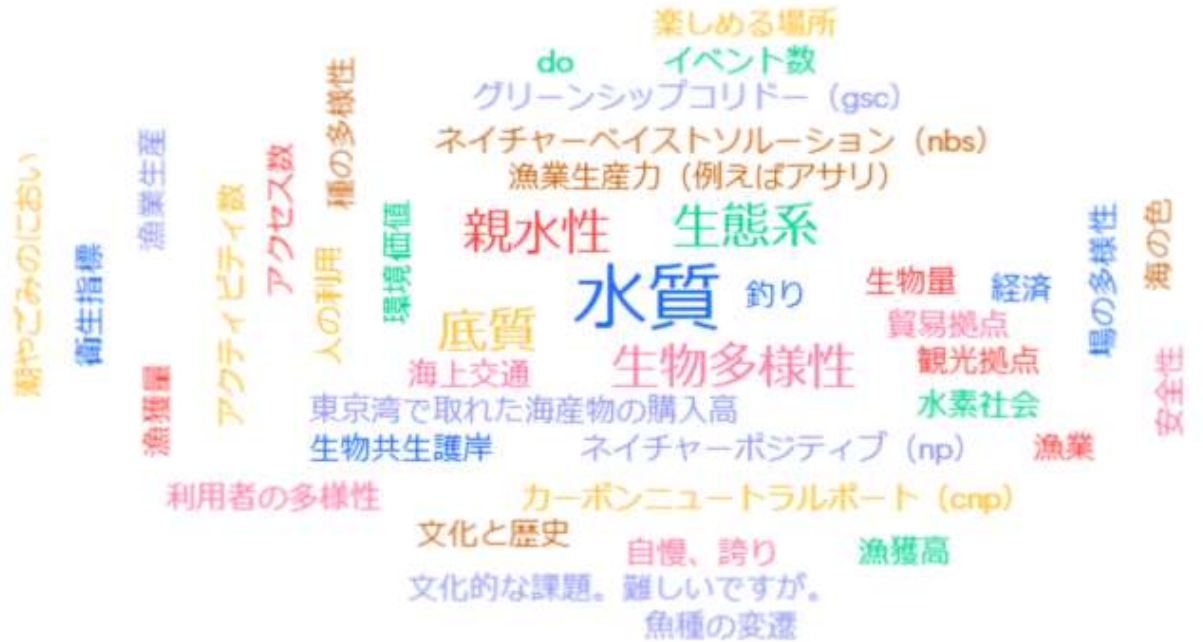 楽しめる場所
do
イベント数
グリーンシップコリドー（gsc）
ネイチャーベイストソルーション（nbs）
漁業生産力（例えばアサリ）
親水性
生態系
水質
釣り
生物量
経済
底質
貿易拠点
生物多様性
観光拠点
海上交通
東京湾で取れた海産物の購入高
水素社会
生物共生護岸
ネイチャーポジティブ（np）
漁業
利用者の多様性
カーボンニュートラルポート（cnp）
文化と歴史
自慢、誇り
漁獲高
文化的な課題。難しいですが。
魚種の変遷
潮やごみのにおい
衛生指標
漁業生産
漁獲量
アクティビティ数
アクセス数
種の多様性
人の利用
環境価値
場の多様性
海の色
安全性